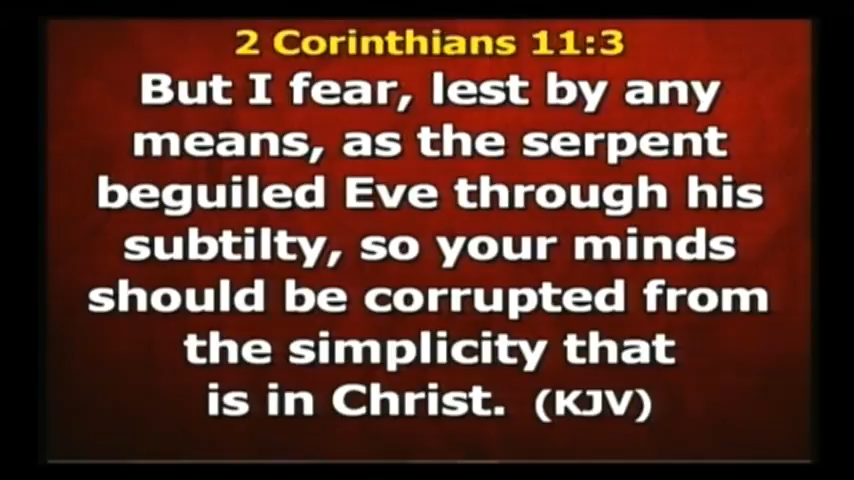 2 Corinthians 11:3
But I fear, lest by any
means, as the serpent
beguiled Eve through his
subtilty, so your minds
should be corrupted from
the simplicity that
is in Christ. (KJV)